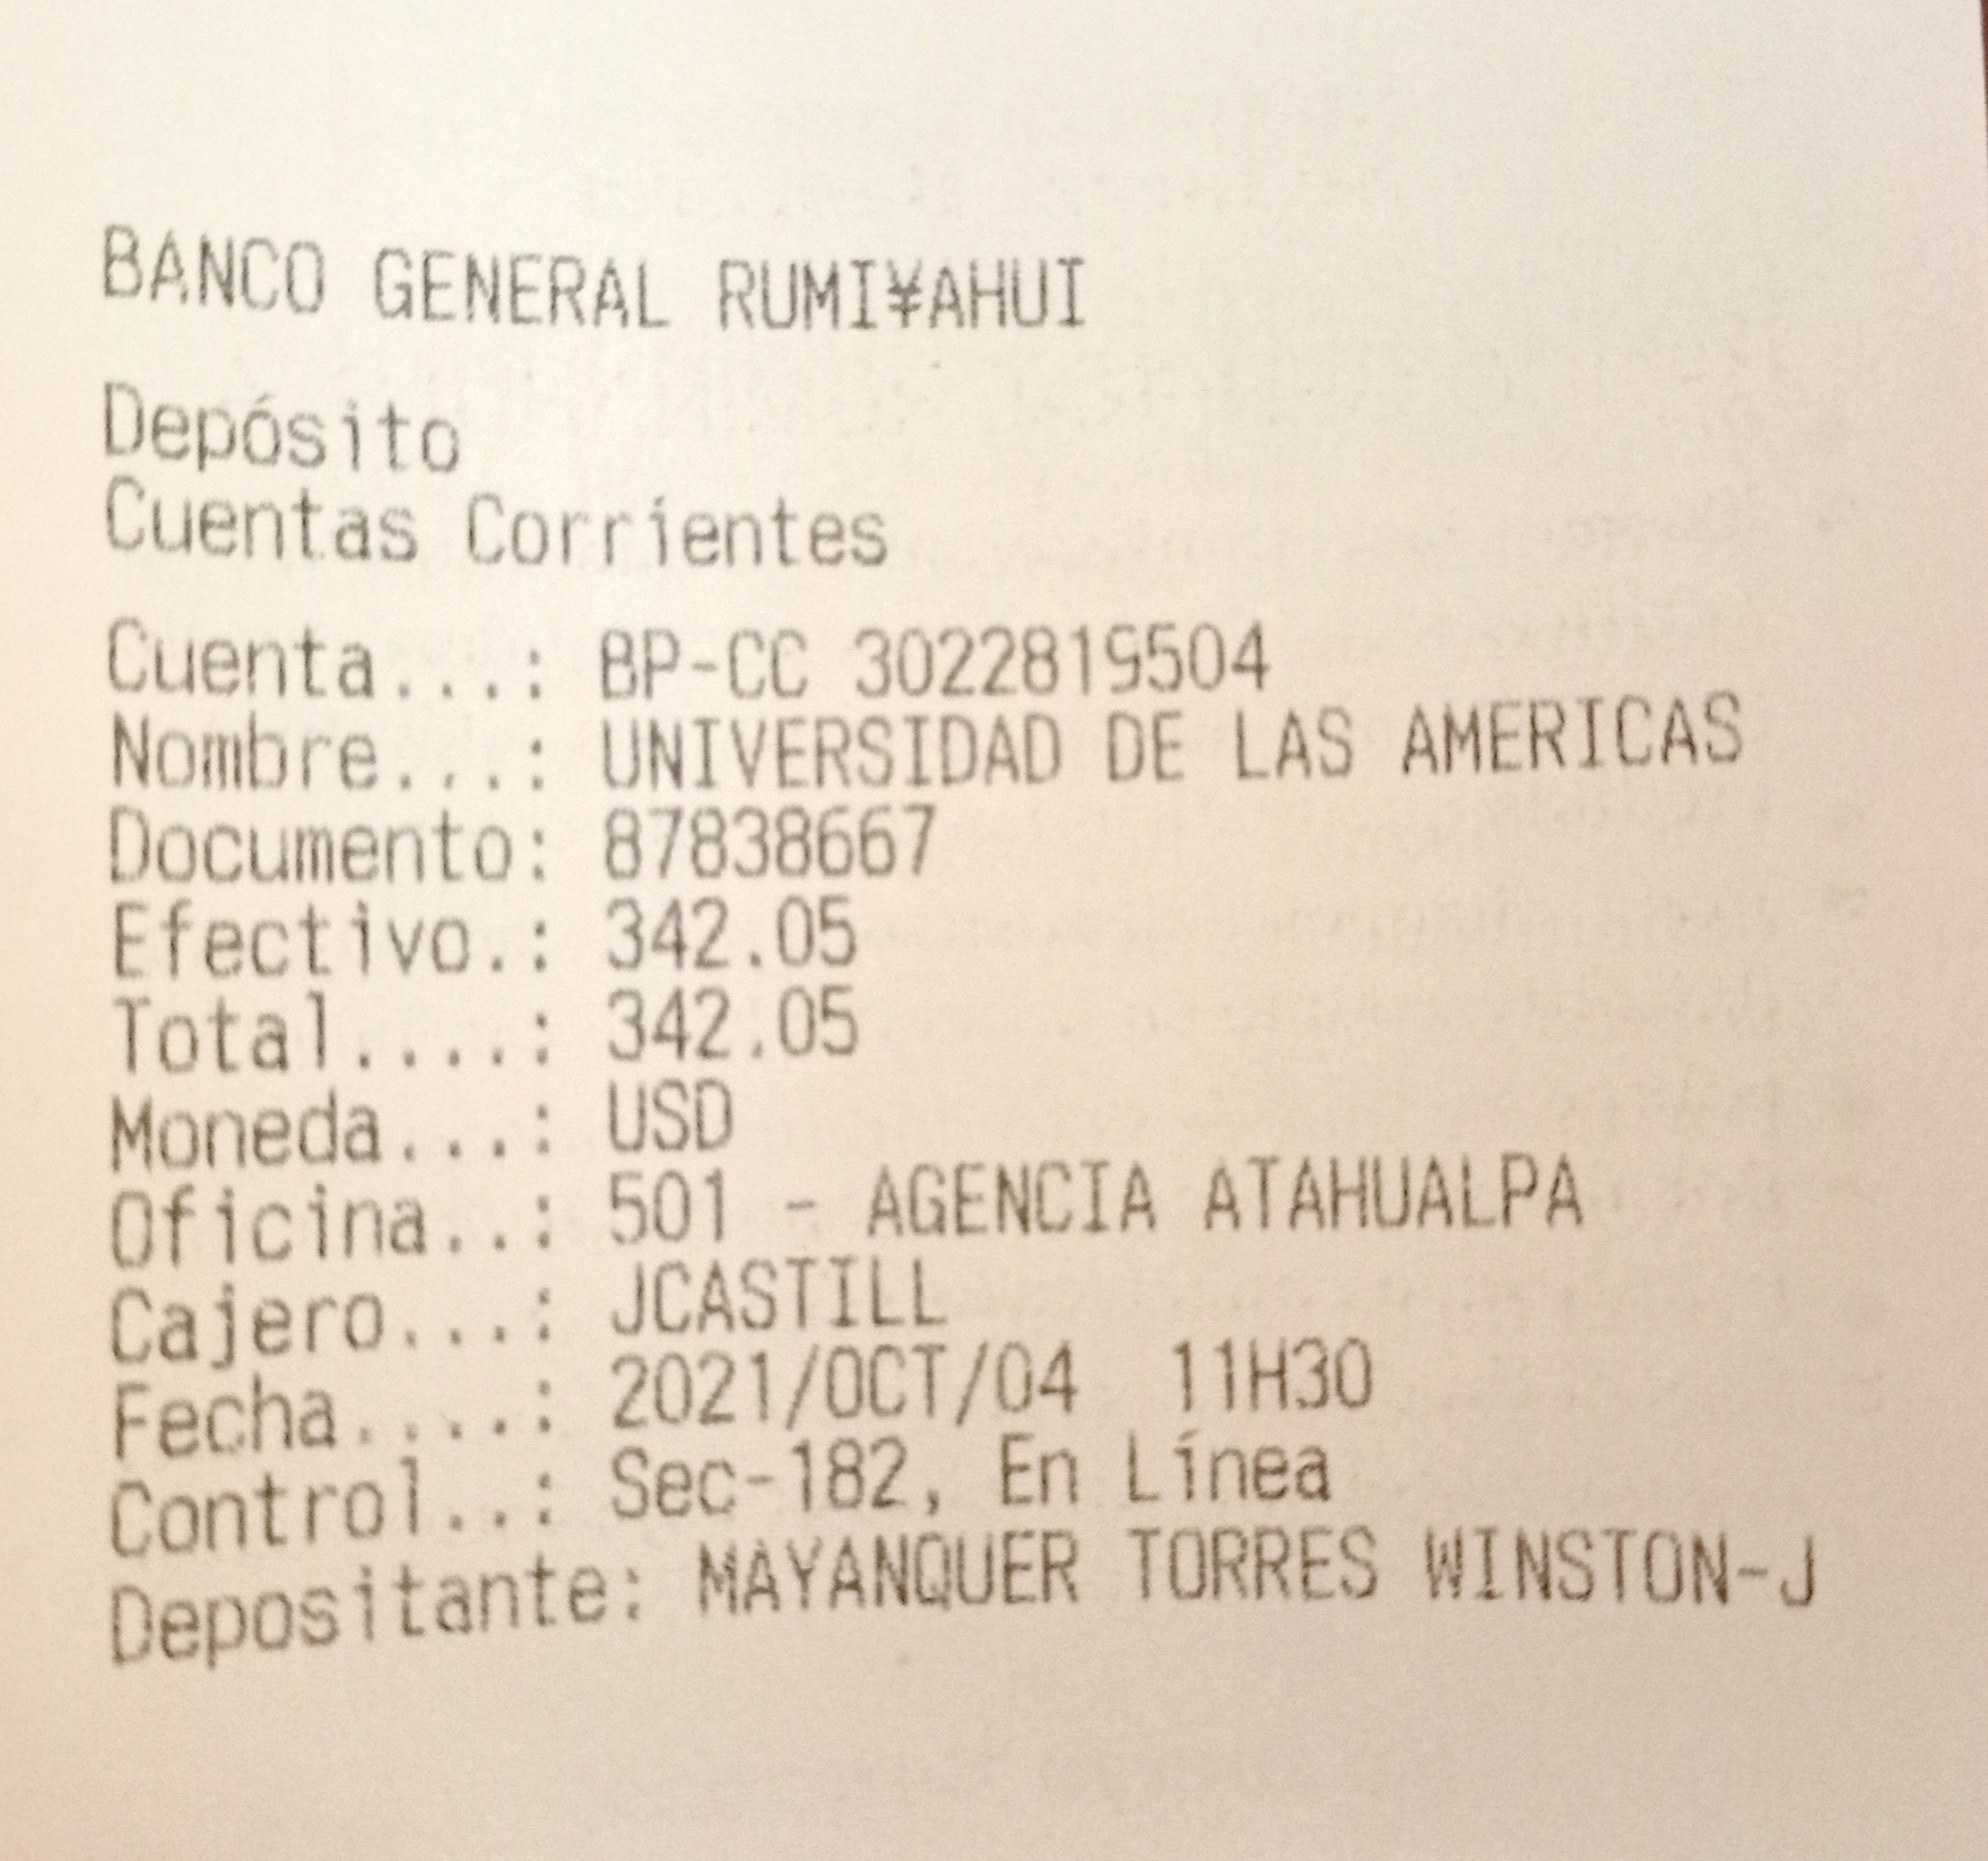 BANCO GENERAL RUMI¥AHUI
Depósito
Cuentas Corrientes
Cuenta...: BP-CC 3022819504
Nombre...: UNIVERSIDAD DE LAS AMERICAS
Documento: 87838667
Efectivo.: 342.05
Total....: 342.05
Moneda...: USD
Oficina..: 501 - AGENCIA ATAHUALPA
Cajero...: JCASTILL
Fecha....: 2021/OCT/04  11H30
Control..: Sec-182, En Línea
Depositante: MAYANQUER TORRES WINSTON-J